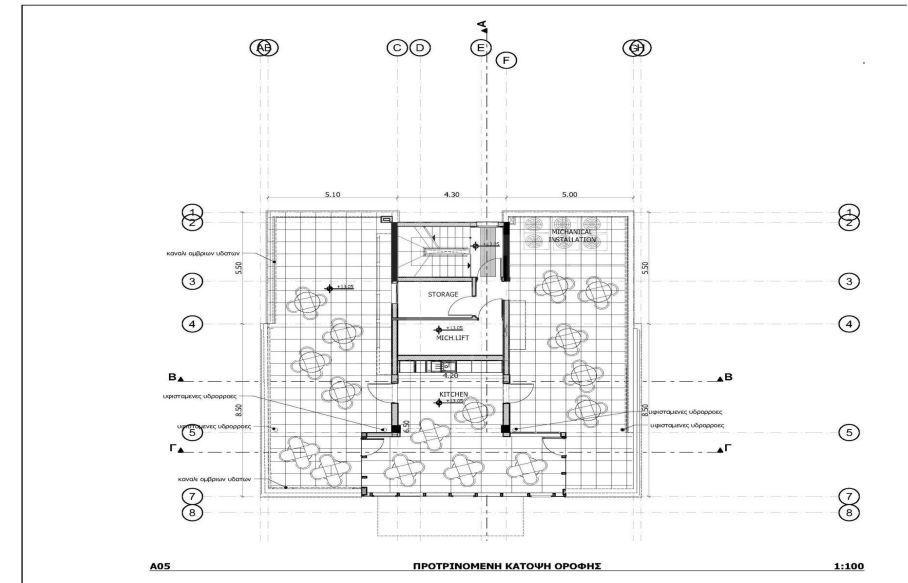 A
A B C D E F G H
5.10 4.30 5.00
1 1
2 2
MICHANICAL
INSTALLATION
+13.05
καναλι ομβριων υδατων
5.50 5.50
3 3
+13.05
STORAGE
4 4
+13.05
MICH.LIFT
B B
4.20
KITCHEN
+13.05
υφισταμενες υδρορροες
8.50 8.50
υφισταμενες υδρορροες
6.50
υφισταμενες υδρορροες
υφισταμενες υδρορροες
5 5
Γ Γ
καναλι ομβριων υδατων
7 7
8 8
A05 ΠΡΟΤΡΙΝΟΜΕΝΗ ΚΑΤΟΨΗ ΟΡΟΦΗΣ 1:100